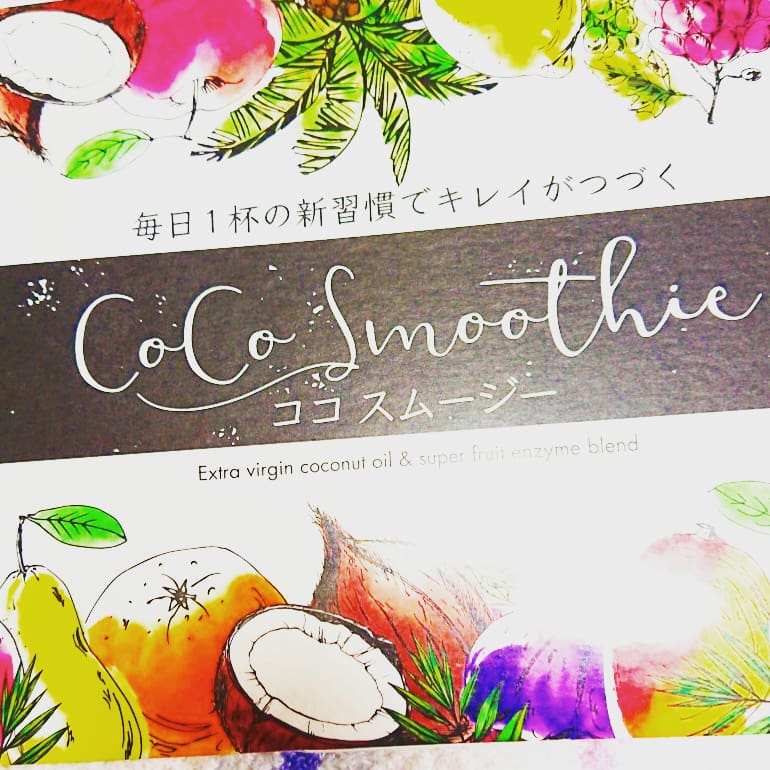 毎日1杯の新習慣でキレイがつづく
CoCo Smoothie
ココ スムージー
Extra virgin coconut oil & super fruit enzyme blend